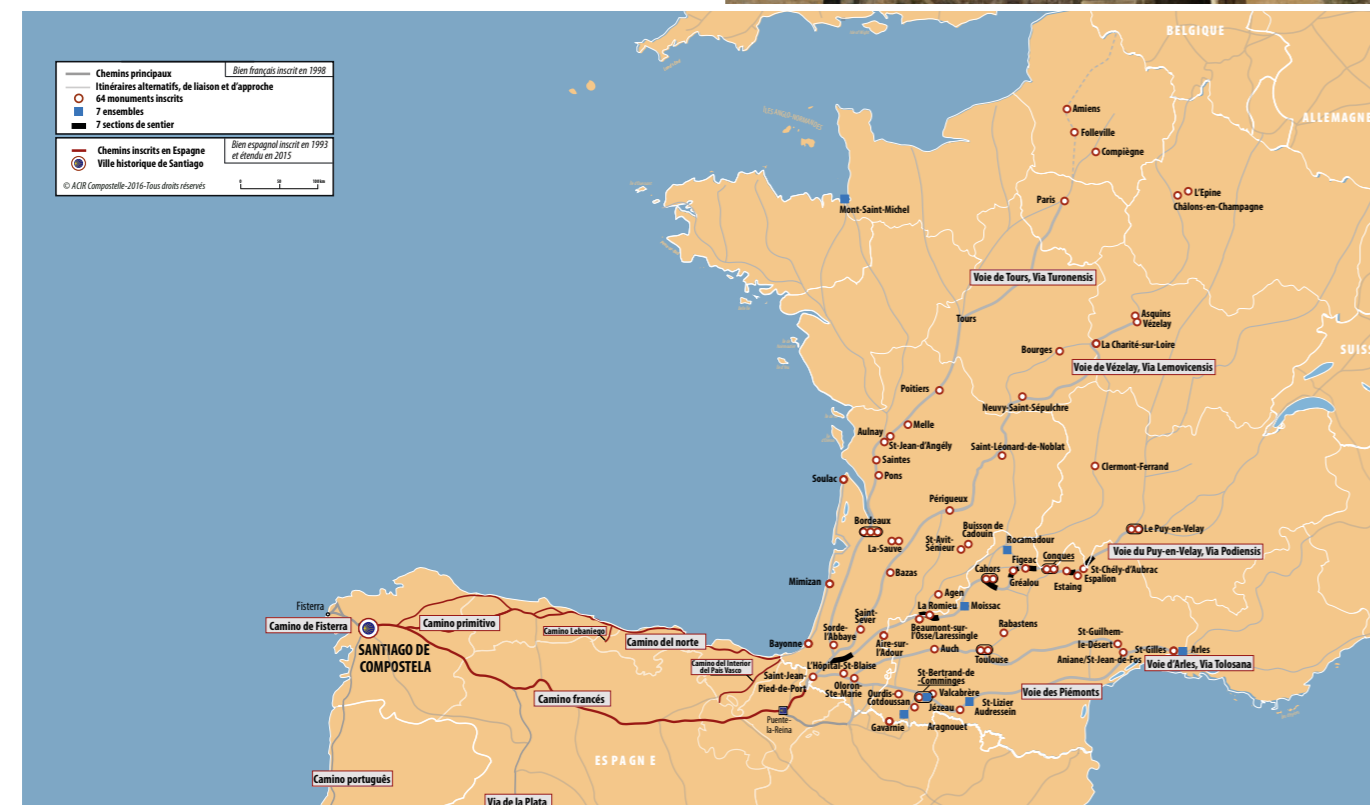 Chemins principaux
Bien français inscrit en 1998
Itinéraires alternatifs, de liaison et d'approche
64 monuments inscrits
7 ensembles
7 sections de sentier
Chemins inscrits en Espagne
Bien espagnol inscrit en 1993
et étendu en 2015
Ville historique de Santiago
© ACIR Compostelle-2016-Tous droits réservés
0 50 100 km
BELGIQUE
ALLEMAGNE
SUISS
ESPAGNE
Amiens
Folleville
Compiègne
L'Epine
Châlons-en-Champagne
Paris
Mont-Saint-Michel
Voie de Tours, Via Turonensis
Tours
Asquins
Vézelay
La Charité-sur-Loire
Bourges
Voie de Vézelay, Via Lemovicensis
Poitiers
Neuvy-Saint-Sépulchre
Melle
Aulnay
St-Jean-d'Angély
Saint-Léonard-de-Noblat
Saintes
Clermont-Ferrand
Pons
Soulac
Périgueux
Bordeaux
Buisson de
Cadouin
Le Puy-en-Velay
La-Sauve
St-Avit-
Sénieur
Rocamadour
Voie du Puy-en-Velay, Via Podiensis
Figeac
Conques
St-Chély-d'Aubrac
Bazas
Cahors
Gréalou
Estaing
Espalion
Mimizan
Agen
La Romieu
Moissac
Fisterra
Camino de Fisterra
Camino primitivo
Camino Lebaniego
Camino del norte
Saint-
Sever
Sorde-
l'Abbaye
Beaumont-sur-
l'Osse/Laressingle
Rabastens
St-Guilhem-
le-Désert
Bayonne
Aire-sur-
l'Adour
Auch
Toulouse
Aniane/St-Jean-de-Fos
St-Gilles
Arles
Voie d'Arles, Via Tolosana
SANTIAGO DE
COMPOSTELA
Camino del Interior
del País Vasco
L'Hôpital-St-Blaise
Saint-Jean-
Pied-de-Port
Oloron-
Ste-Marie
St-Bertrand-de
-Comminges
Valcabrère
Voie des Piémonts
Ourdis-
Cotdoussan
Jézeau
St-Lizier
Audressein
Camino francés
Puente-
la-Reina
Gavarnie
Aragnouet
Camino português
Via de la Plata